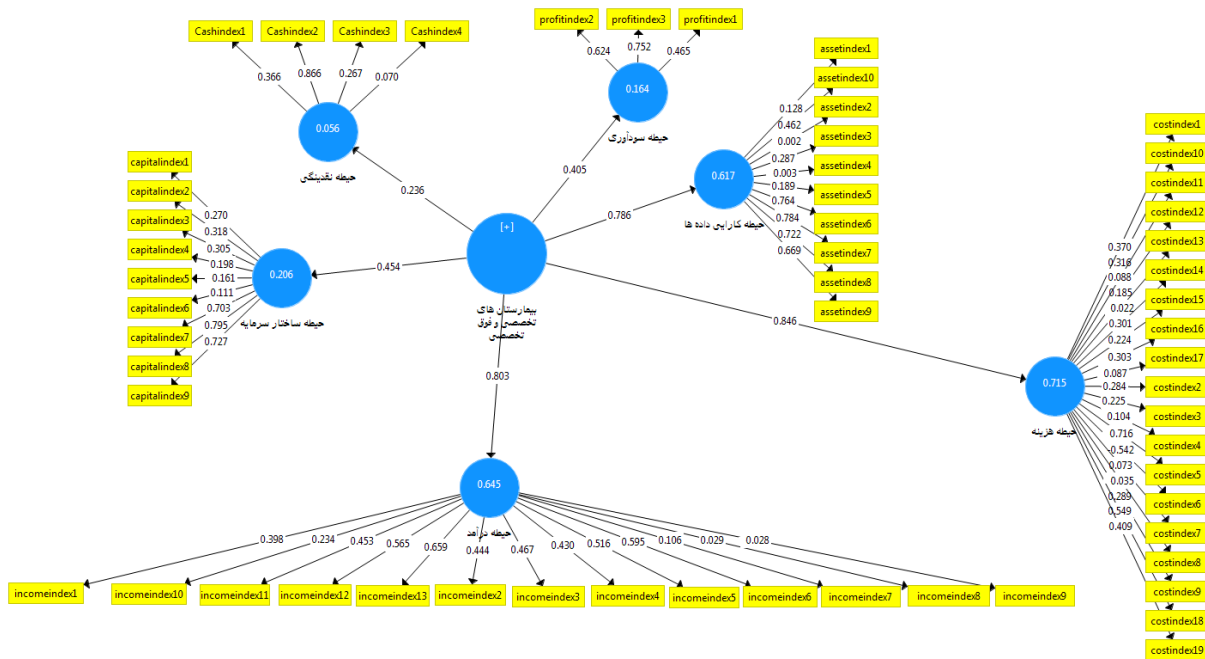 Cashindex1
Cashindex2
Cashindex3
Cashindex4
0.366
0.866
0.267
0.070
0.056
حیطه نقدینگی
0.236
profitindex2
profitindex3
profitindex1
0.624
0.752
0.465
0.164
حیطه سودآوری
0.405
assetindex1
assetindex10
assetindex2
assetindex3
assetindex4
assetindex5
assetindex6
assetindex7
assetindex8
assetindex9
0.128
0.462
0.002
0.287
0.003
0.189
0.764
0.784
0.722
0.669
0.617
حیطه کارایی داده ها
0.786
capitalindex1
capitalindex2
capitalindex3
capitalindex4
capitalindex5
capitalindex6
capitalindex7
capitalindex8
capitalindex9
0.270
0.318
0.305
0.198
0.161
0.111
0.703
0.795
0.727
0.206
حیطه ساختار سرمایه
0.454
[+]
بیمارستان های
تخصصی و فوق
تخصصی
0.846
costindex1
costindex10
costindex11
costindex12
costindex13
costindex14
costindex15
costindex16
costindex17
costindex2
costindex3
costindex4
costindex5
costindex6
costindex7
costindex8
costindex9
costindex18
costindex19
0.370
0.316
0.088
0.185
0.022
0.301
0.224
0.303
0.087
0.284
0.225
0.104
0.716
-0.542
0.073
0.035
0.289
0.549
0.409
0.715
حیطه هزینه
0.803
0.645
حیطه درآمد
0.398
0.234
0.453
0.565
0.659
0.444
0.467
0.430
0.516
0.595
0.106
0.029
0.028
incomeindex1
incomeindex10
incomeindex11
incomeindex12
incomeindex13
incomeindex2
incomeindex3
incomeindex4
incomeindex5
incomeindex6
incomeindex7
incomeindex8
incomeindex9